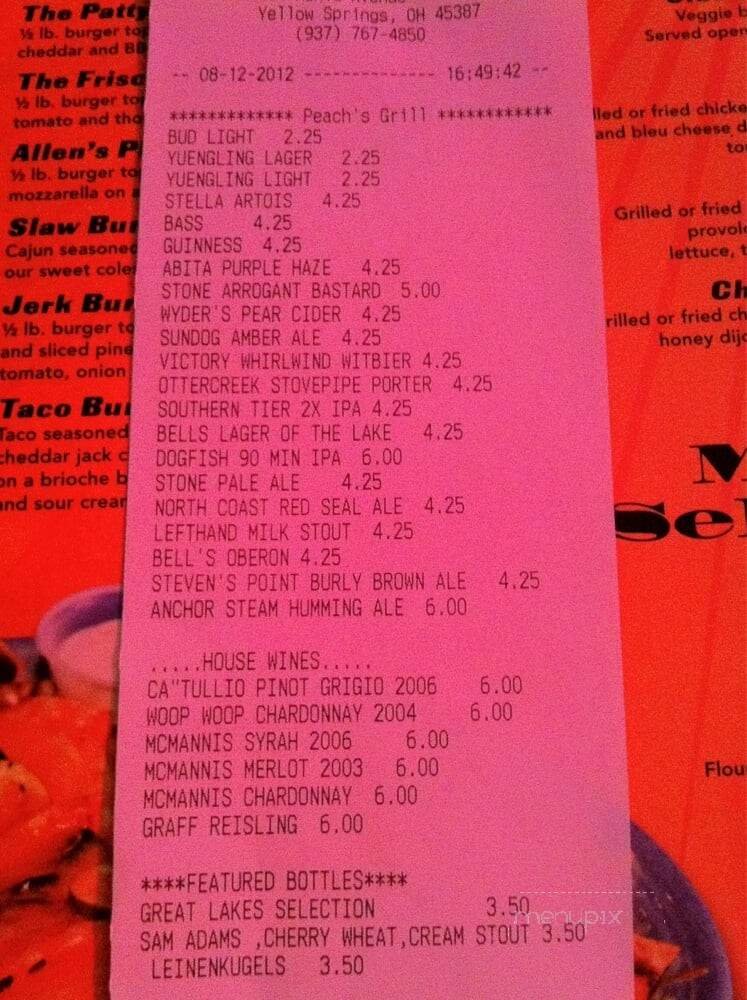 The Patty
½ lb. burger
cheddar and
The Frisc
½ lb. burger
tomato and
Allen's P
½ lb. burger
mozzarella on
Slaw Bur
Cajun seasoned
our sweet cole
Jerk Bur
½ lb. burger to
and sliced pine
tomato, onion
Taco Bur
Taco seasoned
cheddar jack c
on a brioche b
and sour crear
Yellow Springs, OH 45387
(937) 767-4850
-- 08-12-2012 -------------- 16:49:42 --
************* Peach's Grill ************
BUD LIGHT 2.25
YUENGLING LAGER 2.25
YUENGLING LIGHT 2.25
STELLA ARTOIS 4.25
BASS 4.25
GUINNESS 4.25
ABITA PURPLE HAZE 4.25
STONE ARROGANT BASTARD 5.00
WYDER'S PEAR CIDER 4.25
SUNDOG AMBER ALE 4.25
VICTORY WHIRLWIND WITBIER 4.25
OTTERCREEK STOVEPIPE PORTER 4.25
SOUTHERN TIER 2X IPA 4.25
BELLS LAGER OF THE LAKE 4.25
DOGFISH 90 MIN IPA 6.00
STONE PALE ALE 4.25
NORTH COAST RED SEAL ALE 4.25
LEFTHAND MILK STOUT 4.25
BELL'S OBERON 4.25
STEVEN'S POINT BURLY BROWN ALE 4.25
ANCHOR STEAM HUMMING ALE 6.00
.....HOUSE WINES.....
CA"TULLIO PINOT GRIGIO 2006 6.00
WOOP WOOP CHARDONNAY 2004 6.00
MCMANNIS SYRAH 2006 6.00
MCMANNIS MERLOT 2003 6.00
MCMANNIS CHARDONNAY 6.00
GRAFF REISLING 6.00
****FEATURED BOTTLES****
GREAT LAKES SELECTION 3.50
SAM ADAMS ,CHERRY WHEAT,CREAM STOUT 3.50
LEINENKUGELS 3.50
menupix
Veggie b
Served open
lled or fried chicke
and bleu cheese d
to
Grilled or fried
provolo
lettuce, t
Ch
rilled or fried ch
honey dijo
M
Sel
Flou